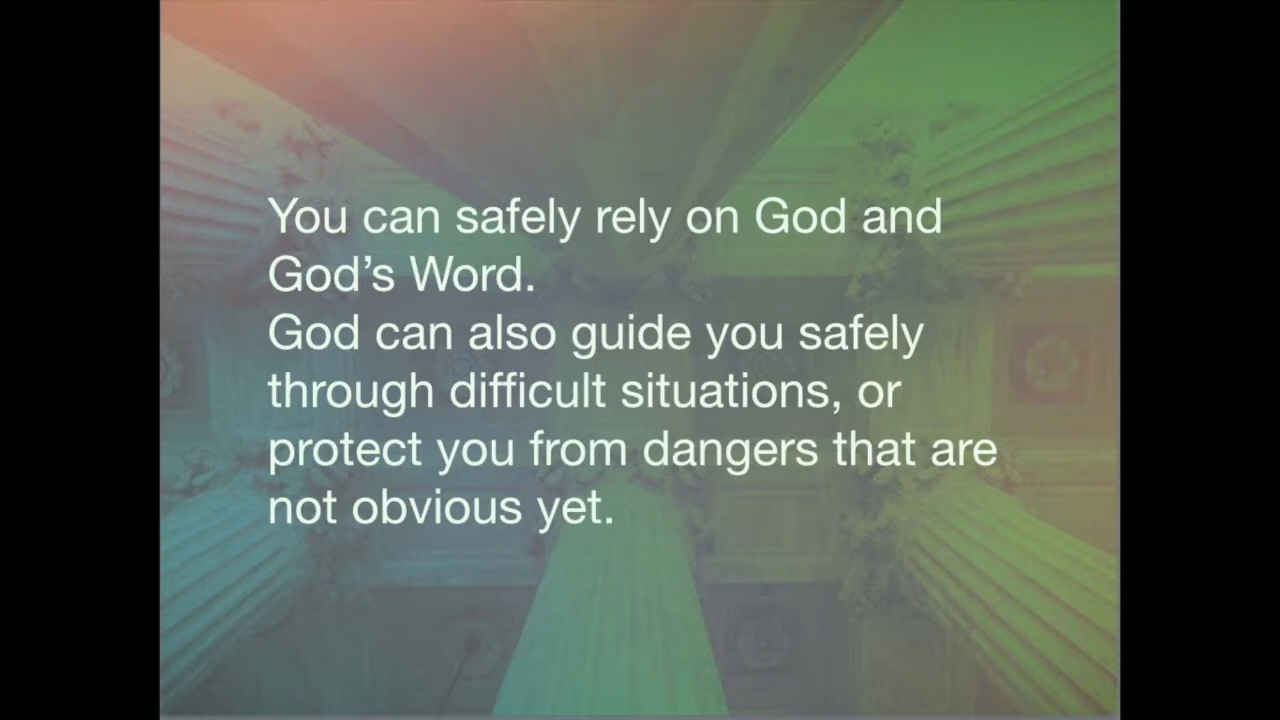 You can safely rely on God and
God’s Word.
God can also guide you safely
through difficult situations, or
protect you from dangers that are
not obvious yet.